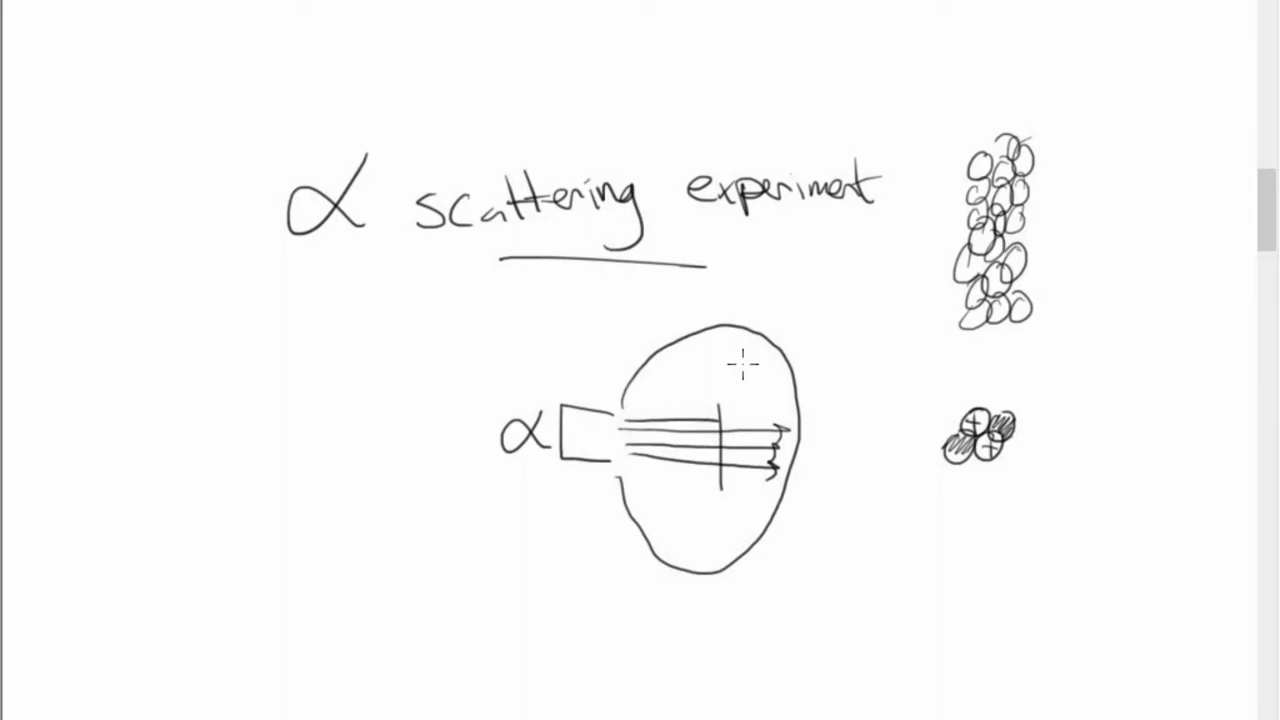 α scattering experiment
α
+
+